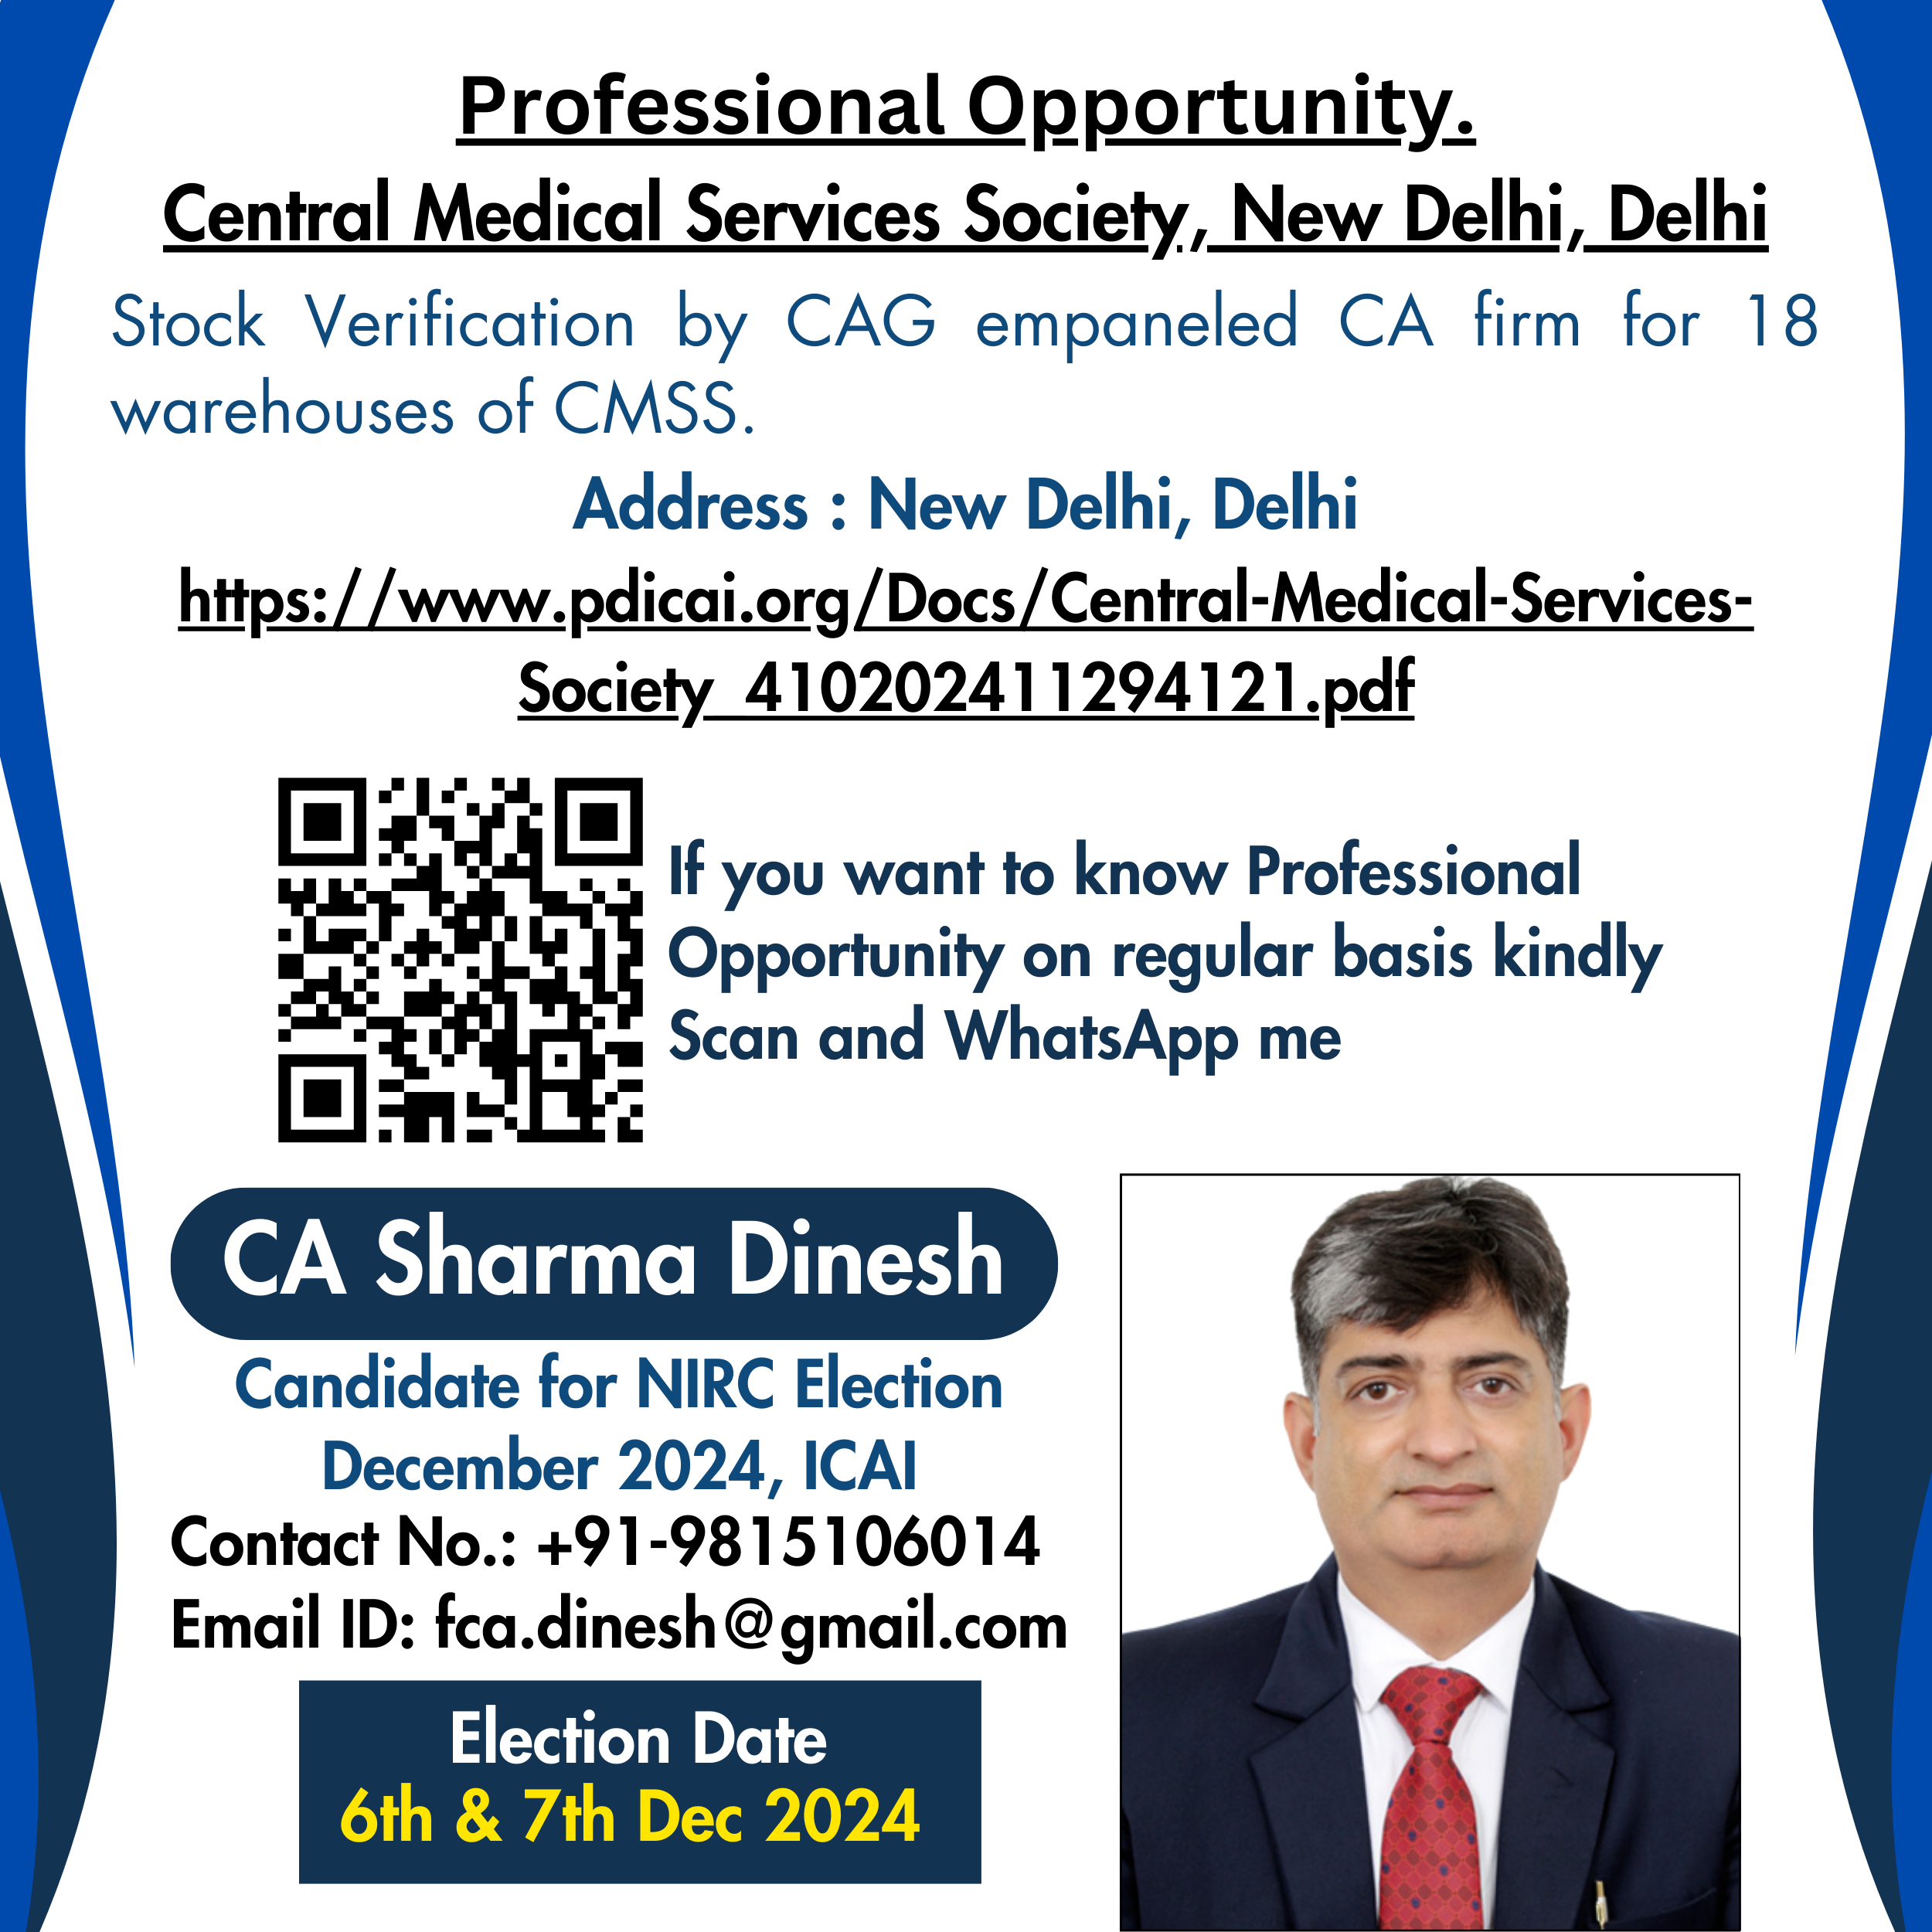 Professional Opportunity.
Central Medical Services Society, New Delhi, Delhi
Stock Verification by CAG empaneled CA firm for 18
warehouses of CMSS.
Address : New Delhi, Delhi
https://www.pdicai.org/Docs/Central-Medical-Services-
Society_410202411294121.pdf
If you want to know Professional
Opportunity on regular basis kindly
Scan and WhatsApp me
CA Sharma Dinesh
Candidate for NIRC Election
December 2024, ICAI
Contact No.: +91-9815106014
Email ID: fca.dinesh@gmail.com
Election Date
6th & 7th Dec 2024